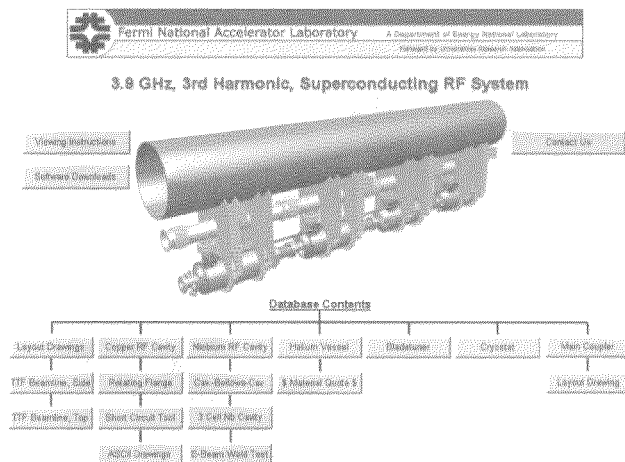 Fermi National Accelerator Laboratory
A Department of Energy National Laboratory
3.9 GHz, 3rd Harmonic, Superconducting RF System
Viewing Instructions
Contact Us
Software Downloads
Database Contents
Layout Drawings
Copper RF Cavity
Niobium RF Cavity
Helium Vessel
Bladetuner
Cryostat
Main Coupler
TTF Beamline, Side
Rotating Flange
Cav-Bellows-Cav
$ Material Quote $
Layout Drawing
TTF Beamline, Top
Short Circuit Tool
3 Cell Nb Cavity
ASCII Drawings
E-Beam Weld Test